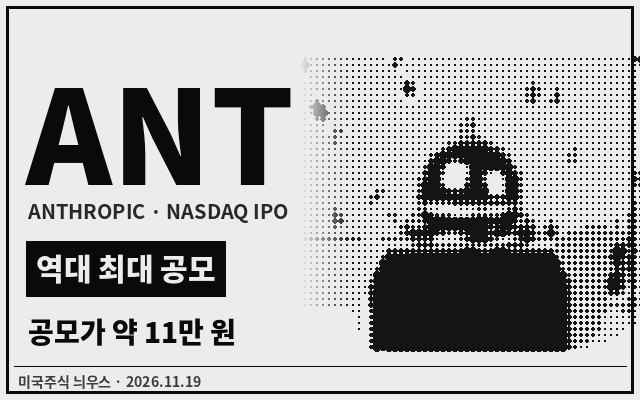 ANT
ANTHROPIC · NASDAQ IPO
역대 최대 공모
공모가 약 11만 원
미국주식 늬우스 · 2026.11.19